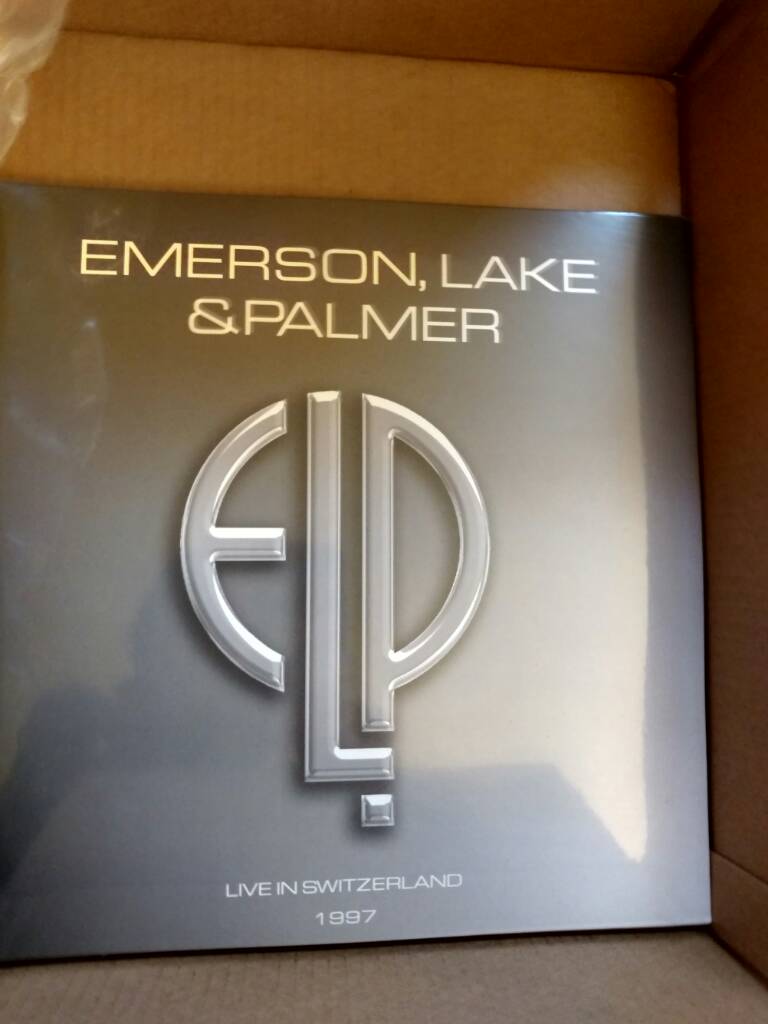 EMERSON, LAKE
&PALMER
ELP
LIVE IN SWITZERLAND
1997